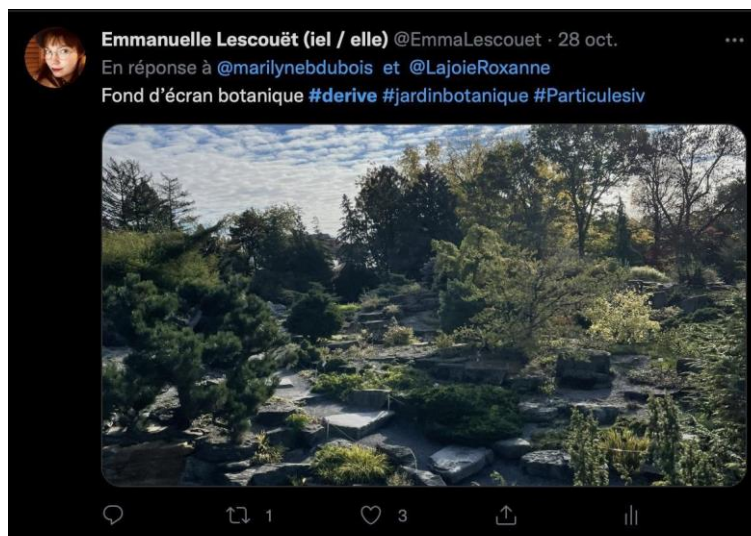 Emmanuelle Lescouët (iel / elle) @EmmaLescouet · 28 oct.
En réponse à @marilynebdubois et @LajoieRoxanne
Fond d'écran botanique #derive #jardinbotanique #Particulesiv
1 3